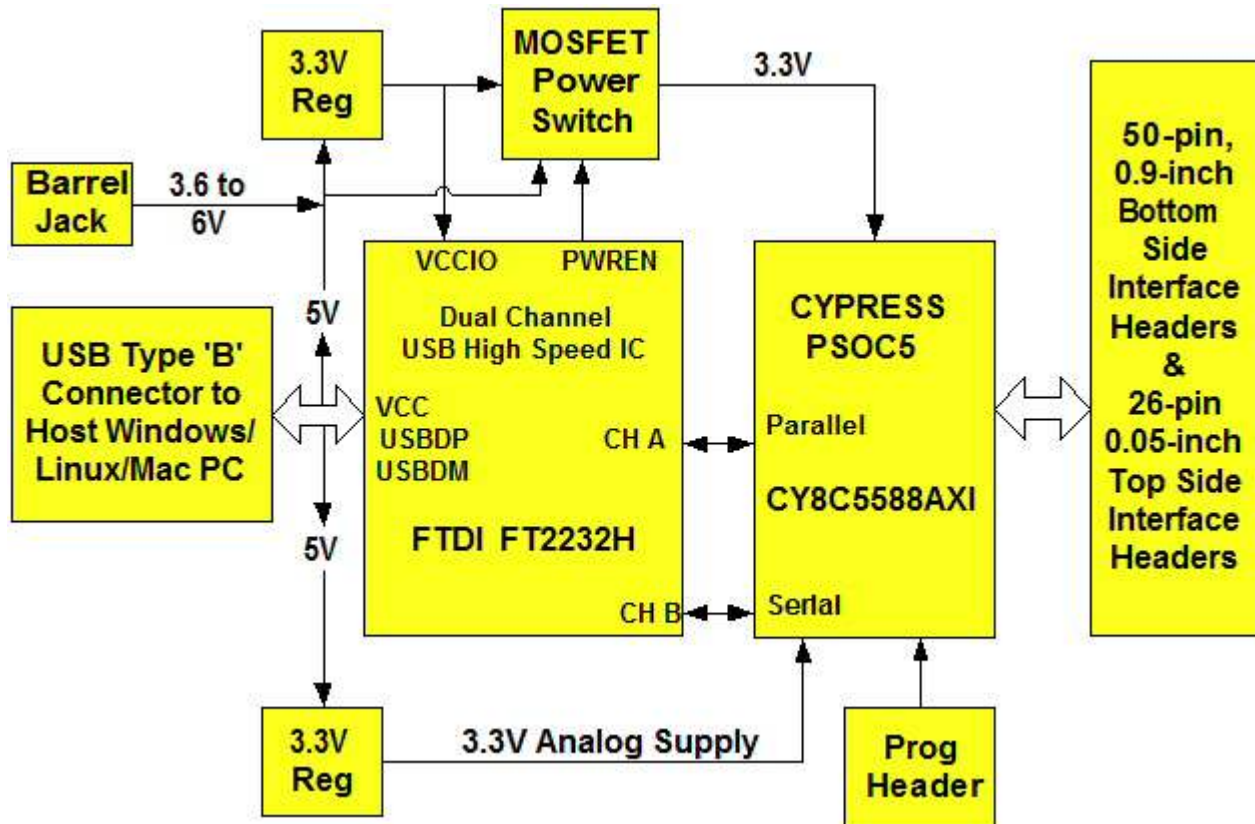 3.3V
Reg
MOSFET
Power
Switch
3.3V
Barrel
Jack
3.6 to
6V
5V
USB Type 'B'
Connector to
Host Windows/
Linux/Mac PC
5V
VCCIO
PWREN
Dual Channel
USB High Speed IC
VCC
USBDP
USBDM
CH A
FTDI FT2232H
CH B
CYPRESS
PSOC5
Parallel
CY8C5588AXI
Serial
50-pin,
0.9-inch
Bottom
Side
Interface
Headers
&
26-pin
0.05-inch
Top Side
Interface
Headers
3.3V
Reg
3.3V Analog Supply
Prog
Header